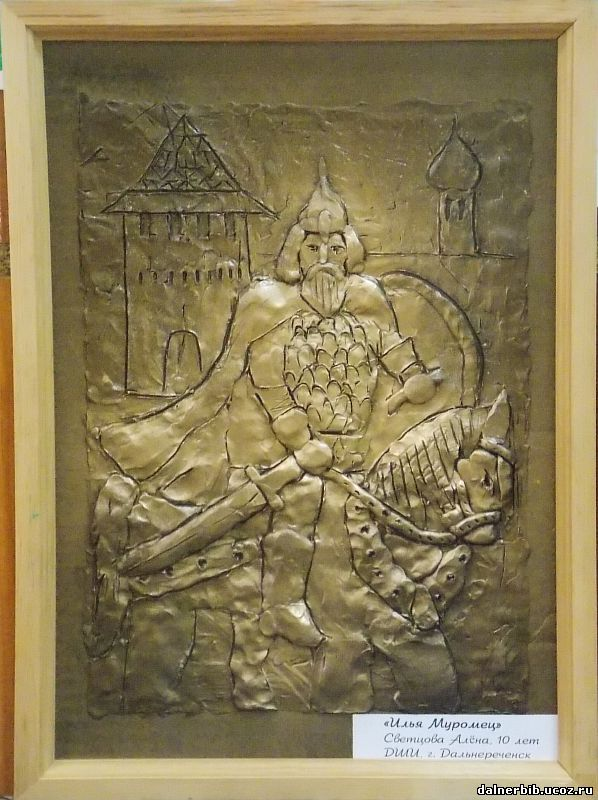 «Илья Муромец»
Светцова Алёна, 10 лет
ДШИ, г. Дальнереченск
dalnerbib.ucoz.ru